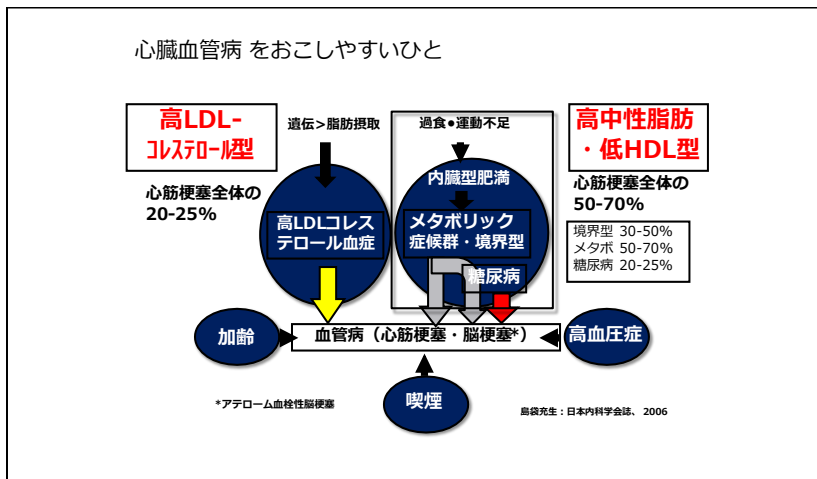 心臓血管病 をおこしやすいひと
高LDL-
ｺﾚｽﾃﾛｰﾙ型
遺伝>脂肪摂取
過食●運動不足
高中性脂肪
・低HDL型
心筋梗塞全体の
20-25%
内臓型肥満
心筋梗塞全体の
50-70%
高LDLコレス
テロール血症
メタボリック
症候群・境界型
境界型 30-50%
メタボ 50-70%
糖尿病 20-25%
糖尿病
加齢
血管病（心筋梗塞・脳梗塞*）
高血圧症
*アテローム血栓性脳梗塞
喫煙
島袋充生：日本内科学会誌、2006